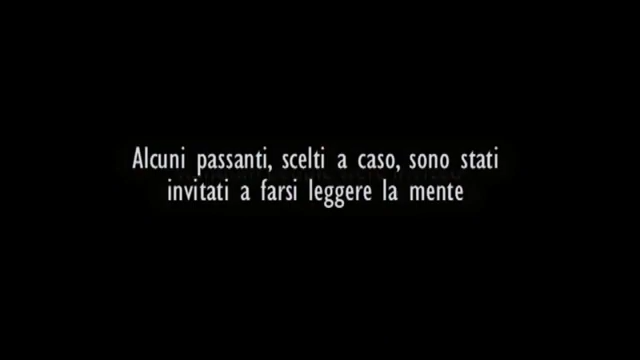 Alcuni passanti, scelti a caso, sono stati
invitati a farsi leggere la mente